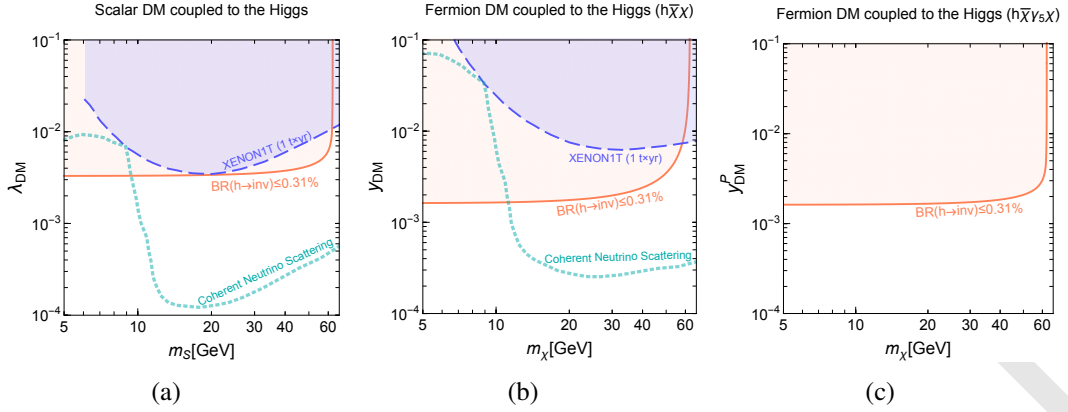 Scalar DM coupled to the Higgs
10⁻¹
10⁻²
10⁻³
10⁻⁴
λDM
XENON1T (1 t×yr)
BR(h→inv)≤0.31%
Coherent Neutrino Scattering
5 10 20 30 40 60
mS[GeV]
(a)
Fermion DM coupled to the Higgs (hχ̅χ)
10⁻¹
10⁻²
10⁻³
10⁻⁴
yDM
XENON1T (1 t×yr)
BR(h→inv)≤0.31%
Coherent Neutrino Scattering
5 10 20 30 40 60
mχ[GeV]
(b)
Fermion DM coupled to the Higgs (hχ̅γ₅χ)
10⁻¹
10⁻²
10⁻³
10⁻⁴
yᴾDM
BR(h→inv)≤0.31%
5 10 20 30 40 60
mχ[GeV]
(c)